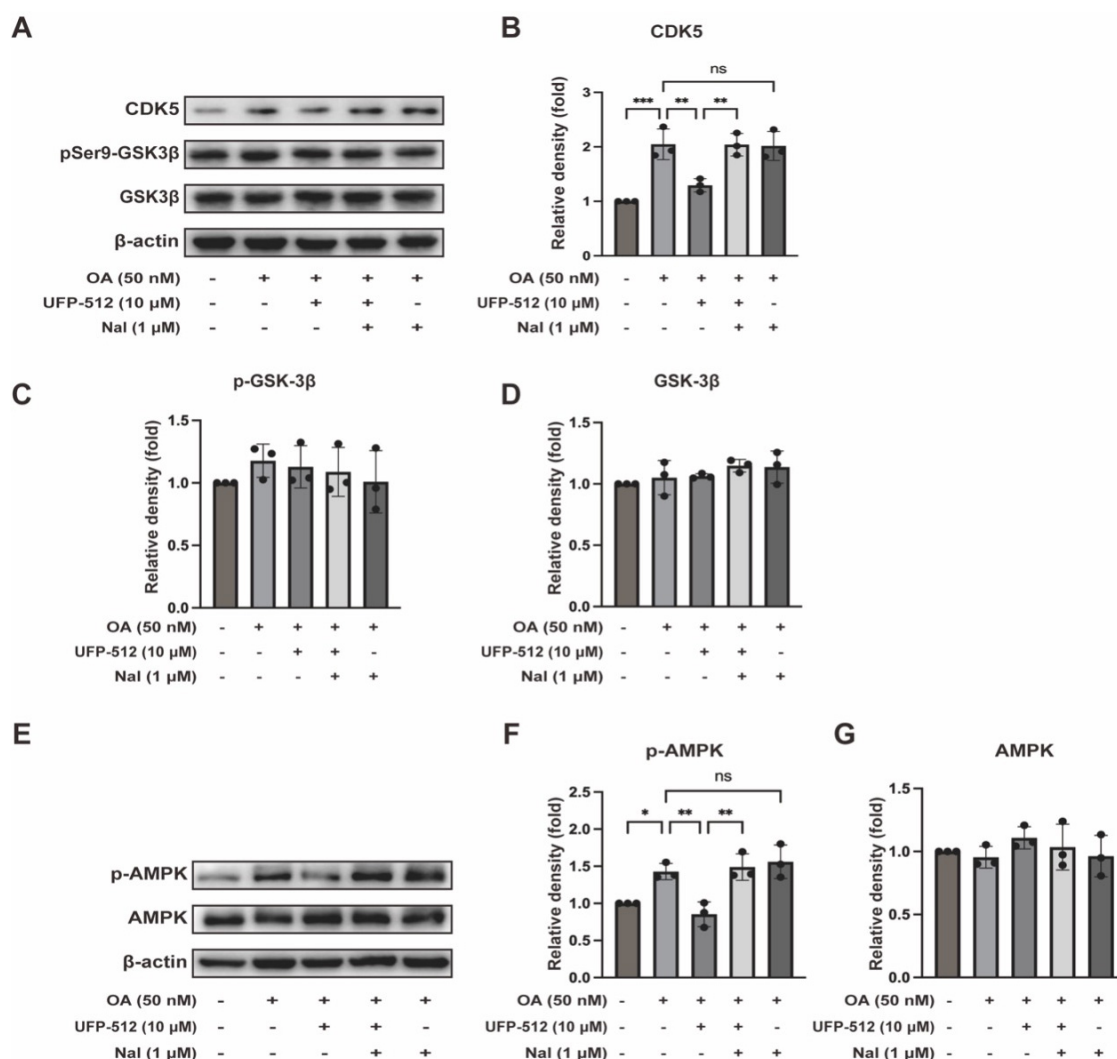 A
CDK5
pSer9-GSK3β
GSK3β
β-actin
OA (50 nM) - + + + +
UFP-512 (10 μM) - - + + -
Nal (1 μM) - - - + +
B
CDK5
ns
*** ** **
Relative density (fold)
3
2
1
0
OA (50 nM) - + + + +
UFP-512 (10 μM) - - + + -
Nal (1 μM) - - - + +
C
p-GSK-3β
Relative density (fold)
1.5
1.0
0.5
0.0
OA (50 nM) - + + + +
UFP-512 (10 μM) - - + + -
Nal (1 μM) - - - + +
D
GSK-3β
Relative density (fold)
1.5
1.0
0.5
0.0
OA (50 nM) - + + + +
UFP-512 (10 μM) - - + + -
Nal (1 μM) - - - + +
E
p-AMPK
AMPK
β-actin
OA (50 nM) - + + + +
UFP-512 (10 μM) - - + + -
Nal (1 μM) - - - + +
F
p-AMPK
ns
* ** **
Relative density (fold)
2.5
2.0
1.5
1.0
0.5
0.0
OA (50 nM) - + + + +
UFP-512 (10 μM) - - + + -
Nal (1 μM) - - - + +
G
AMPK
Relative density (fold)
1.5
1.0
0.5
0.0
OA (50 nM) - + + + +
UFP-512 (10 μM) - - + + -
Nal (1 μM) - - - + +